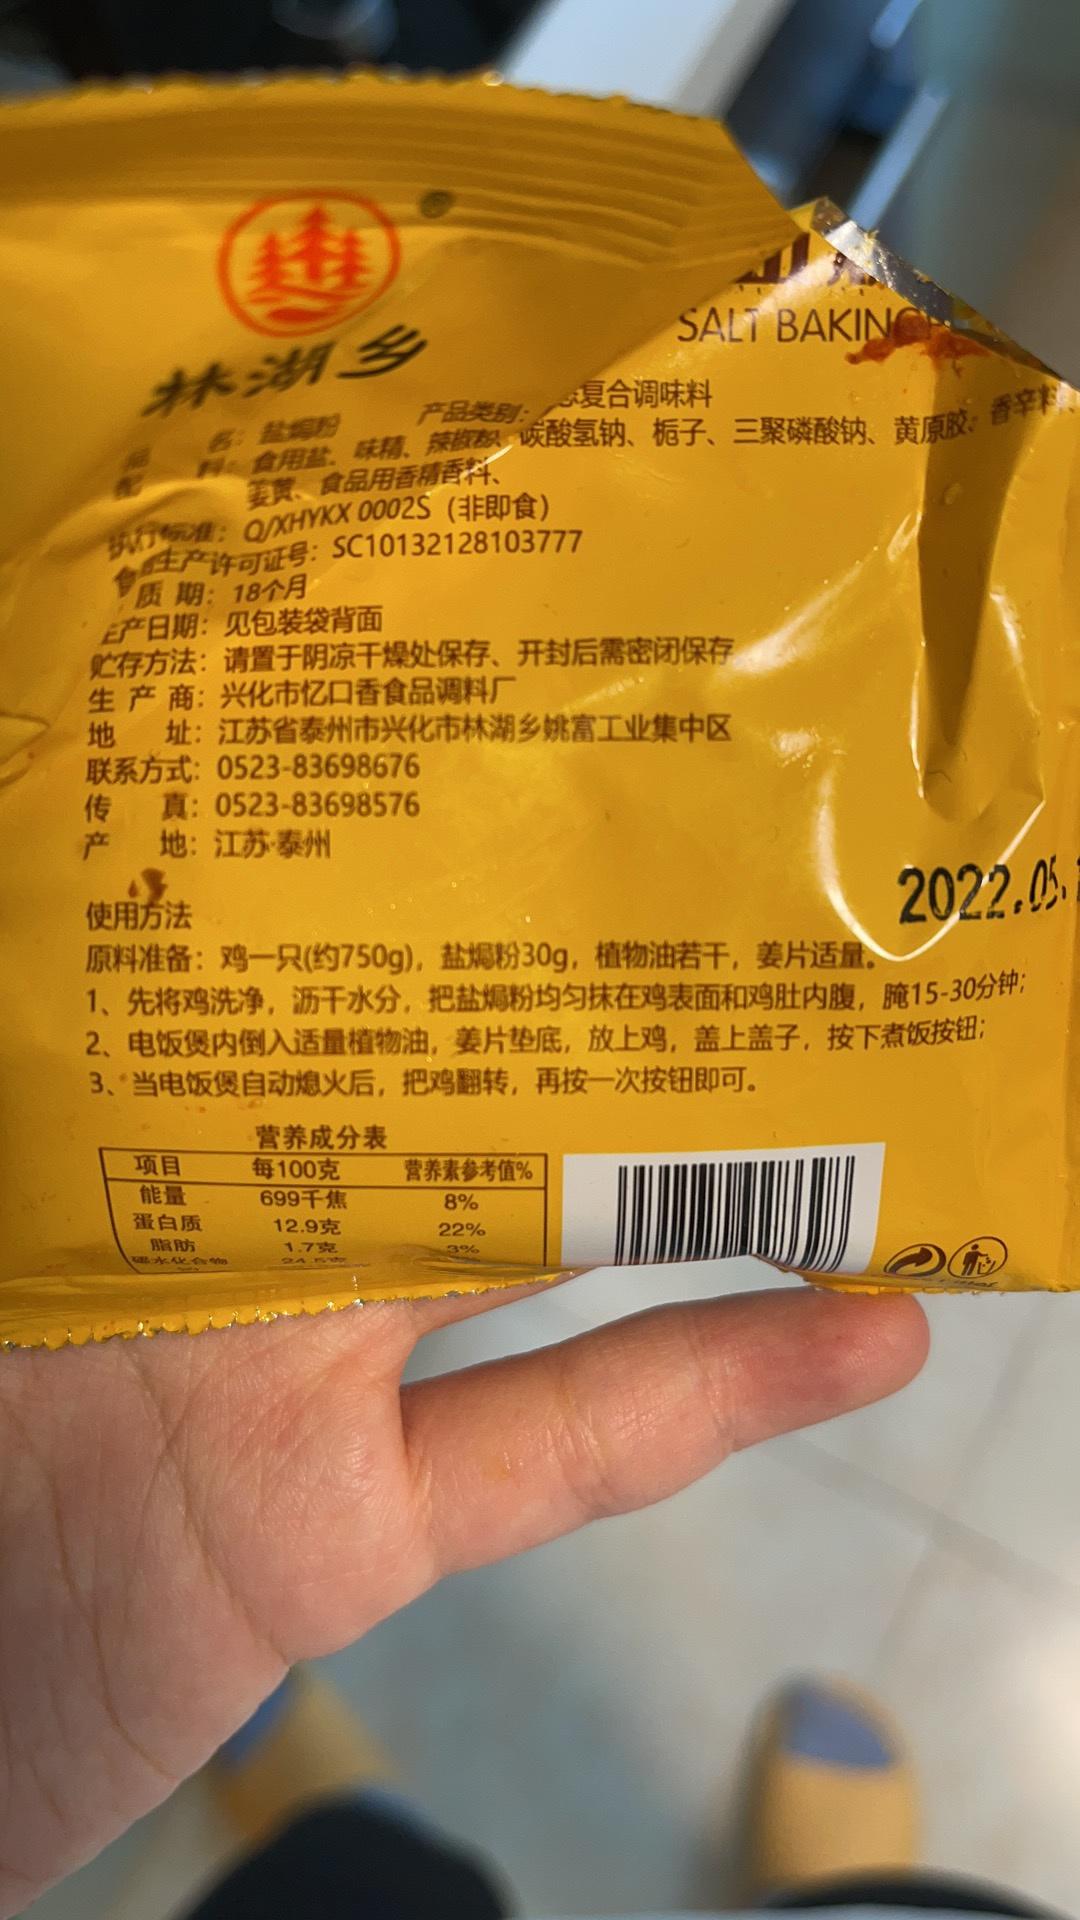 ®
林湖乡
SALT BAKING
品 名：盐焗粉 产品类别： 复合调味料
配 料：食用盐、味精、辣椒粉、碳酸氢钠、栀子、三聚磷酸钠、黄原胶、香辛料、
姜黄、食品用香精香料、
执行标准：Q/XHYKX 0002S（非即食）
生产许可证号：SC10132128103777
质 期：18个月
生产日期：见包装袋背面
贮存方法：请置于阴凉干燥处保存、开封后需密闭保存
生 产 商：兴化市忆口香食品调料厂
地 址：江苏省泰州市兴化市林湖乡姚富工业集中区
联系方式：0523-83698676
传 真：0523-83698576
产 地：江苏·泰州
2022.05.
使用方法
原料准备：鸡一只(约750g)，盐焗粉30g，植物油若干，姜片适量。
1、先将鸡洗净，沥干水分，把盐焗粉均匀抹在鸡表面和鸡肚内腹，腌15-30分钟；
2、电饭煲内倒入适量植物油，姜片垫底，放上鸡，盖上盖子，按下煮饭按钮；
3、当电饭煲自动熄火后，把鸡翻转，再按一次按钮即可。
营养成分表
项目 每100克 营养素参考值%
能量 699千焦 8%
蛋白质 12.9克 22%
脂肪 1.7克 3%
碳水化合物 24.5克